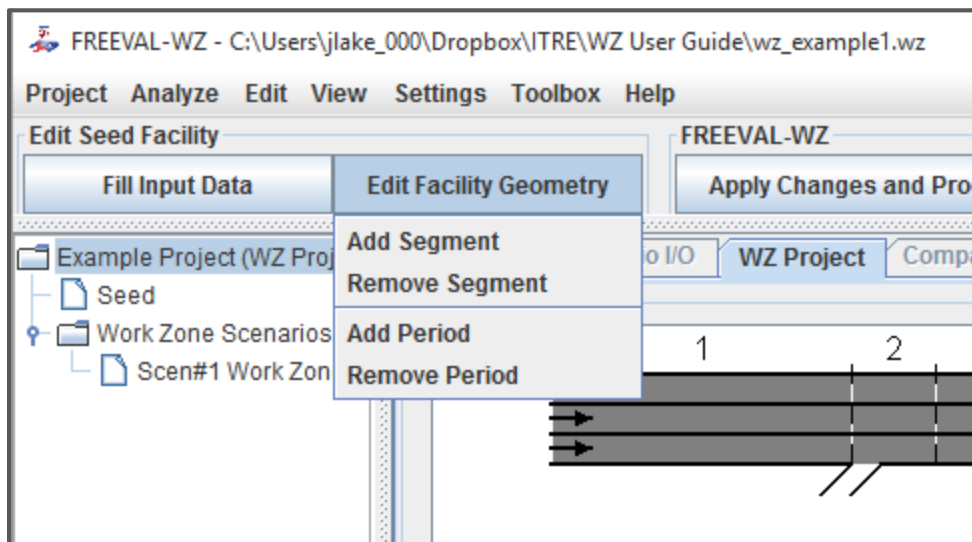 FREEVAL-WZ - C:\Users\jlake_000\Dropbox\ITRE\WZ User Guide\wz_example1.wz
Project Analyze Edit View Settings Toolbox Help
Edit Seed Facility
FREEVAL-WZ
Fill Input Data
Edit Facility Geometry
Apply Changes and Pro
Add Segment
Remove Segment
Add Period
Remove Period
Example Project (WZ Proj
Seed
Work Zone Scenarios
Scen#1 Work Zon
I/O
WZ Project
Compa
1
2